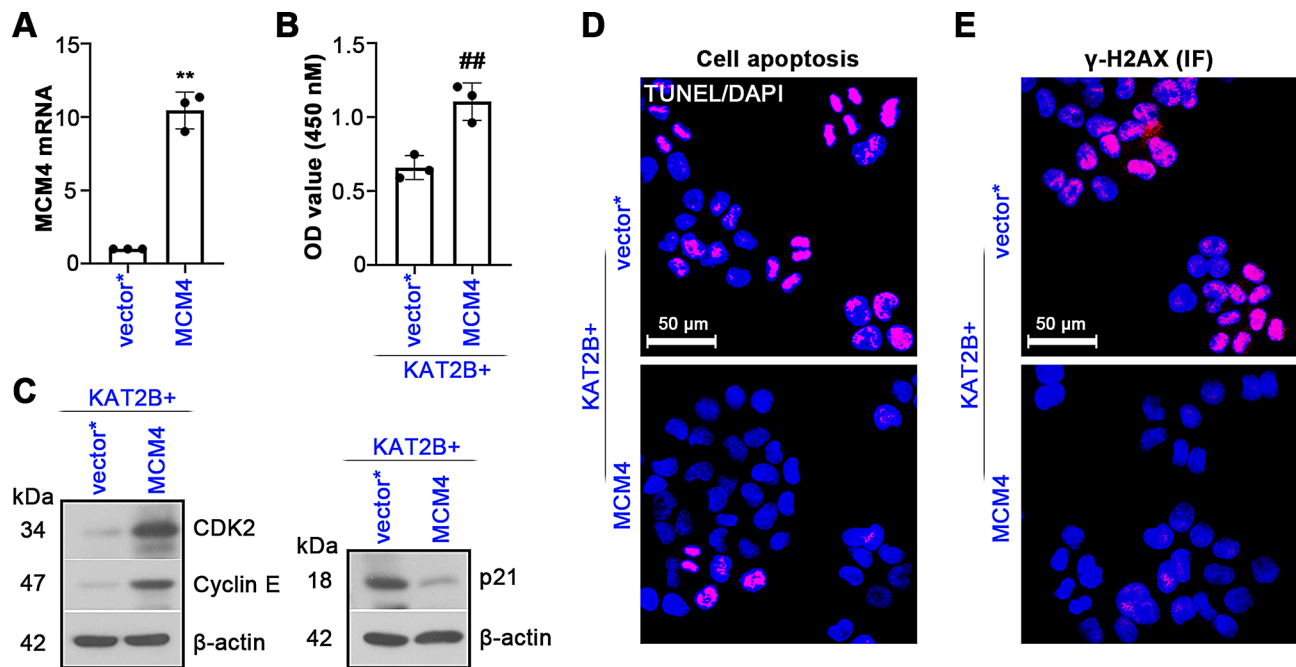 A
MCM4 mRNA
15
10
5
0
**
vector*
MCM4
B
OD value (450 nM)
1.5
1.0
0.5
0
##
vector*
MCM4
KAT2B+
C
KAT2B+
vector*
MCM4
kDa
34
CDK2
47
Cyclin E
42
β-actin
KAT2B+
vector*
MCM4
kDa
18
p21
42
β-actin
D
Cell apoptosis
TUNEL/DAPI
KAT2B+
vector*
50 μm
MCM4
E
γ-H2AX (IF)
KAT2B+
vector*
50 μm
MCM4